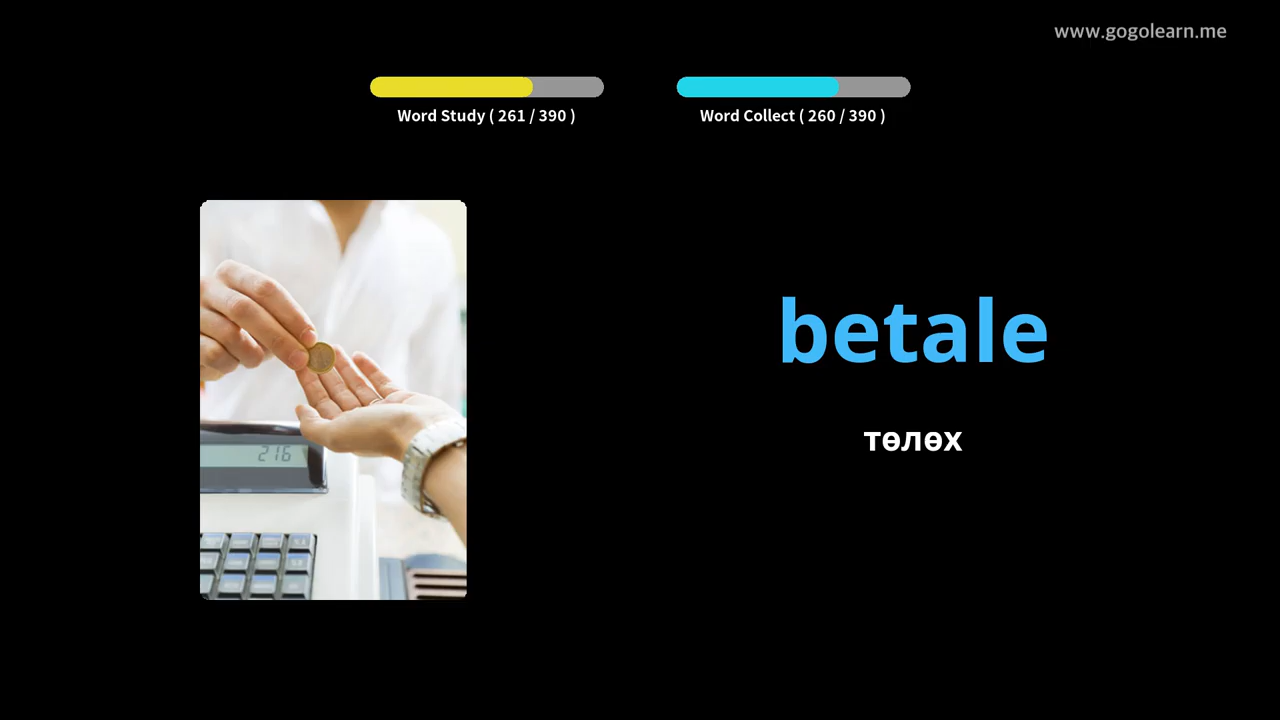 www.gogolearn.me
Word Study ( 261 / 390 )
Word Collect ( 260 / 390 )
betale
төлөх
216